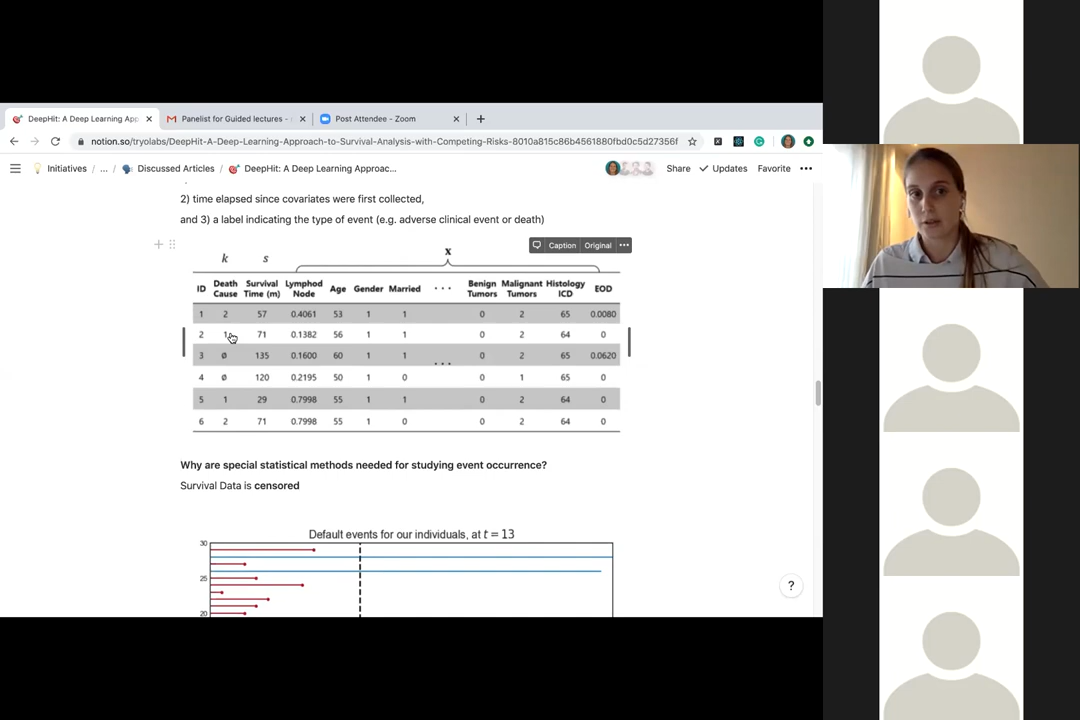 DeepHit: A Deep Learning App
Panelist for Guided lectures -
Post Attendee - Zoom
notion.so/tryolabs/DeepHit-A-Deep-Learning-Approach-to-Survival-Analysis-with-Competing-Risks-8010a815c86b4561880fbd0c5d27356f
Initiatives / ... / Discussed Articles / DeepHit: A Deep Learning Approac...
Share Updates Favorite
2) time elapsed since covariates were first collected,
and 3) a label indicating the type of event (e.g. adverse clinical event or death)
Caption Original
k s x
ID Death Cause Survival Time (m) Lymphod Node Age Gender Married ... Benign Tumors Malignant Tumors Histology ICD EOD
1 2 57 0.4061 53 1 1 0 2 65 0.0080
2 1 71 0.1382 56 1 1 0 2 64 0
3 ø 135 0.1600 60 1 1 ... 0 2 65 0.0620
4 ø 120 0.2195 50 1 0 0 1 65 0
5 1 29 0.7998 55 1 1 0 2 64 0
6 2 71 0.7998 55 1 0 0 2 64 0
Why are special statistical methods needed for studying event occurrence?
Survival Data is censored
Default events for our individuals, at t = 13
30
25
20
?